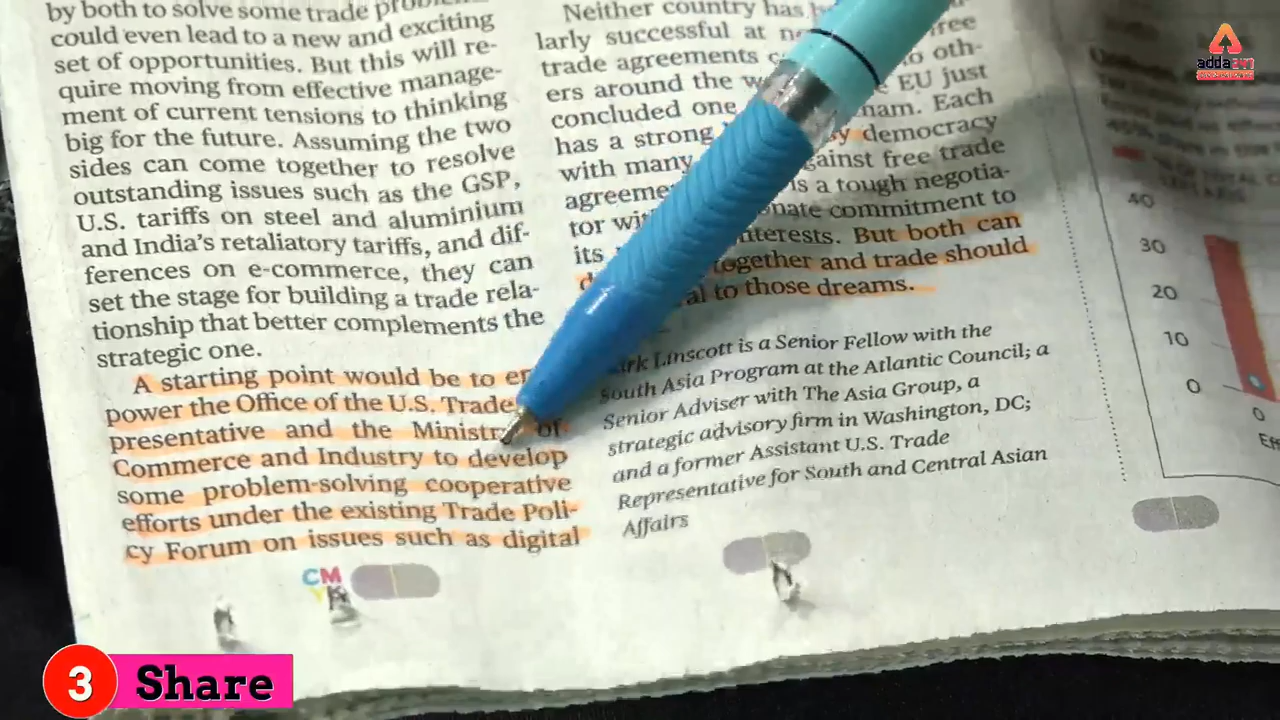 by both to solve some trade
could even lead to a new and exciting
set of opportunities. But this will re-
quire moving from effective manage-
ment of current tensions to thinking
big for the future. Assuming the two
sides can come together to resolve
outstanding issues such as the GSP,
U.S. tariffs on steel and aluminium
and India's retaliatory tariffs, and dif-
ferences on e-commerce, they can
set the stage for building a trade rela-
tionship that better complements the
strategic one.
A starting point would be to
power the Office of the U.S. Trade
presentative and the Ministry of
Commerce and Industry to develop
some problem-solving cooperative
efforts under the existing Trade Poli-
cy Forum on issues such as digital
Neither country has
larly successful at
trade agreements
ers around the EU just
concluded one Each
has a strong democracy
with many against free trade
is a tough negotia-
tor commitment to
its interests. But both can
together and trade should
to those dreams.
Linscott is a Senior Fellow with the
South Asia Program at the Atlantic Council; a
Senior Adviser with The Asia Group, a
strategic advisory firm in Washington, DC;
and a former Assistant U.S. Trade
Representative for South and Central Asian
Affairs
40
30
20
10
0
0
CM
YK
adda247
3 Share